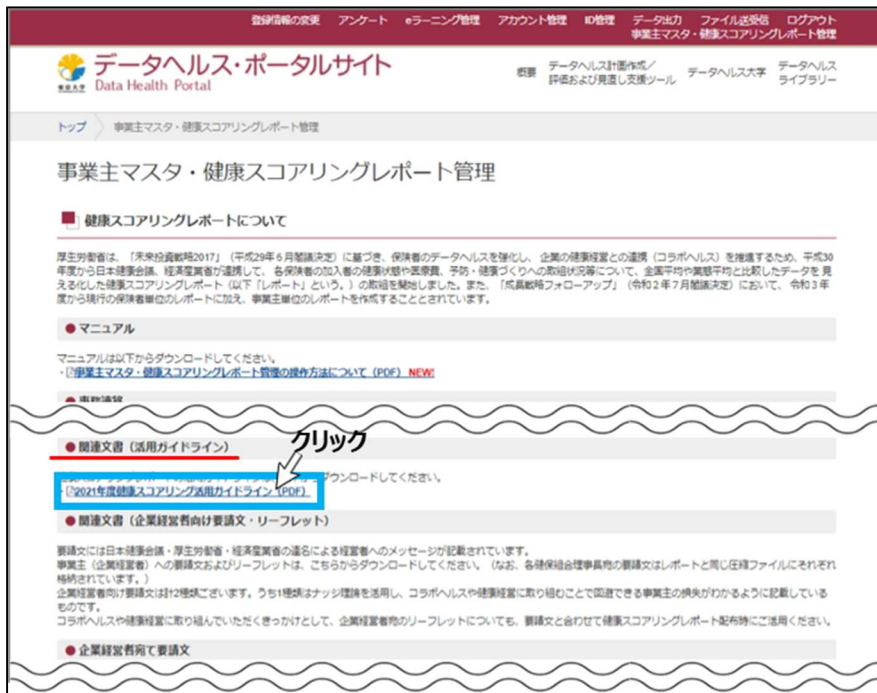 登録情報の変更 アンケート eラーニング管理 アカウント管理 ID管理 データ出力 ファイル送受信 ログアウト
事業主マスタ・健康スコアリングレポート管理
東京大学
データヘルス・ポータルサイト
Data Health Portal
概要 データヘルス計画作成／評価および見直し支援ツール データヘルス大学 データヘルスライブラリー
トップ 事業主マスタ・健康スコアリングレポート管理
事業主マスタ・健康スコアリングレポート管理
健康スコアリングレポートについて
厚生労働省は、「未来投資戦略2017」（平成29年6月閣議決定）に基づき、保険者のデータヘルスを強化し、企業の健康経営との連携（コラボヘルス）を推進するため、平成30
年度から日本健康会議、経済産業省が連携して、各保険者の加入者の健康状態や医療費、予防・健康づくりへの取組状況等について、全国平均や業態平均と比較したデータを見
える化した健康スコアリングレポート（以下「レポート」という。）の取組を開始しました。また、「成長戦略フォローアップ」（令和2年7月閣議決定）において、令和3年
度から現行の保険者単位のレポートに加え、事業主単位のレポートを作成することとされています。
●マニュアル
マニュアルは以下からダウンロードしてください。
・事業主マスタ・健康スコアリングレポート管理の操作方法について（PDF） NEW!
●関連文書（活用ガイドライン）
クリック
ダウンロードしてください。
・2021年度健康スコアリング活用ガイドライン（PDF）
●関連文書（企業経営者向け要請文・リーフレット）
要請文には日本健康会議・厚生労働省・経済産業省の連名による経営者へのメッセージが記載されています。
事業主（企業経営者）への要請文およびリーフレットは、こちらからダウンロードしてください。（なお、各健保組合理事長宛の要請文はレポートと同じ圧縮ファイルにそれぞれ
格納されています。）
企業経営者向け要請文は計2種類ございます。うち1種類はナッジ理論を活用し、コラボヘルスや健康経営に取り組むことで回避できる事業主の損失がわかるように記載している
ものです。
コラボヘルスや健康経営に取り組んでいただくきっかけとして、企業経営者宛のリーフレットについても、要請文と合わせて健康スコアリングレポート配布時にご活用ください。
●企業経営者宛て要請文